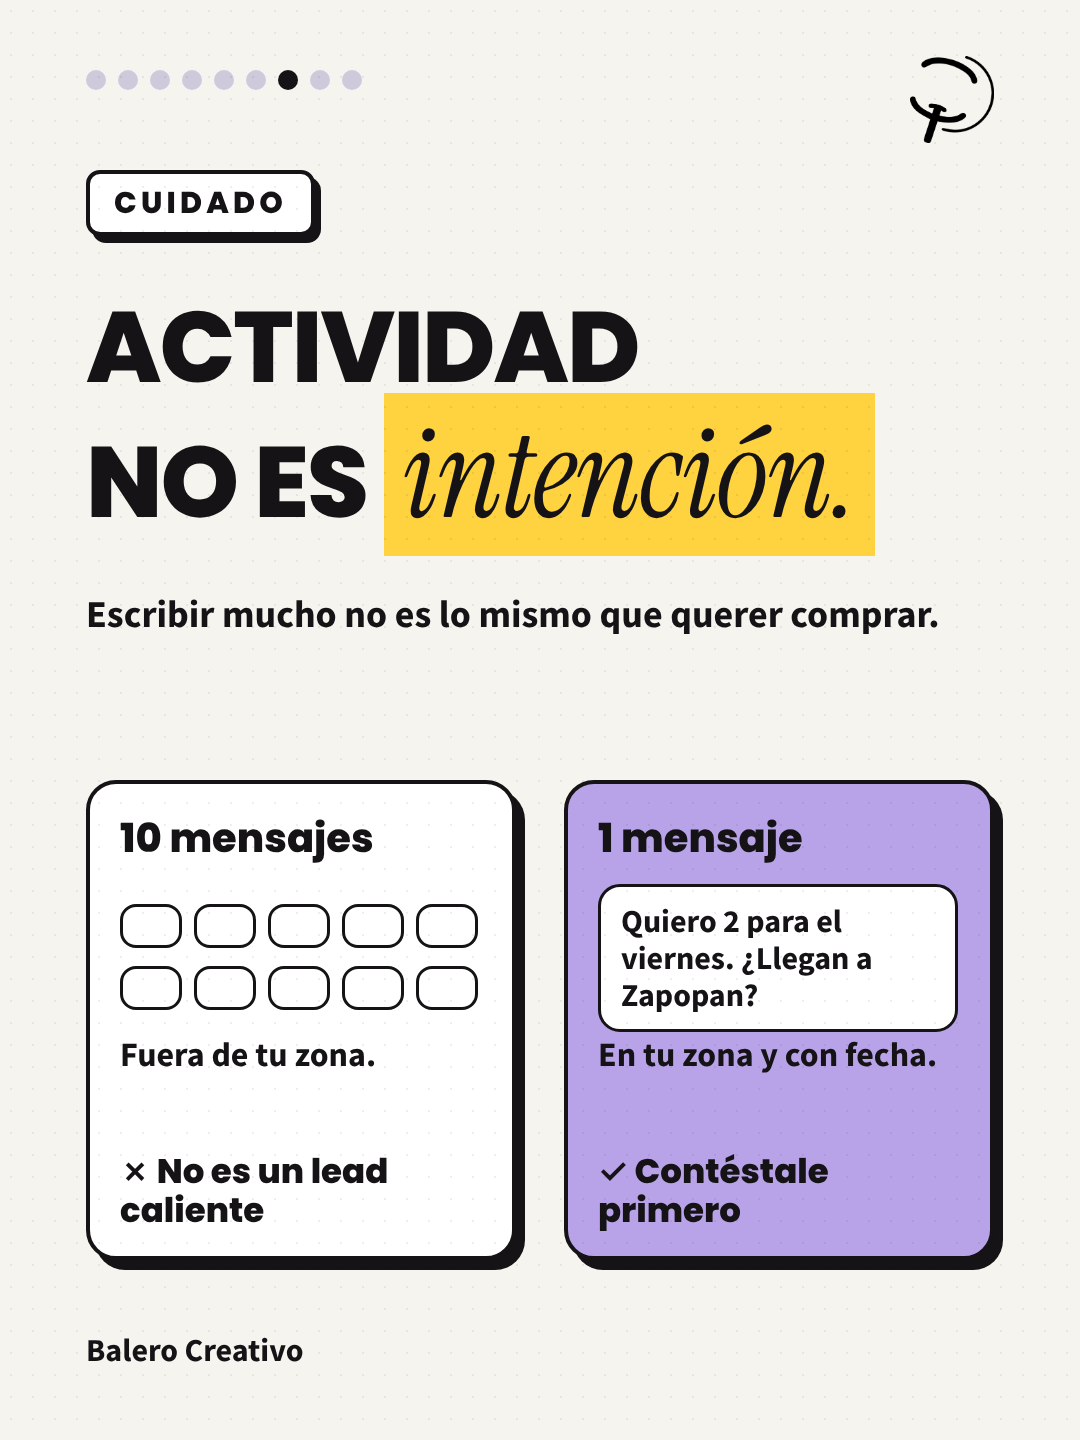 CUIDADO
ACTIVIDAD
NO ES intención.
Escribir mucho no es lo mismo que querer comprar.
10 mensajes
Fuera de tu zona.
× No es un lead
caliente
1 mensaje
Quiero 2 para el
viernes. ¿Llegan a
Zapopan?
En tu zona y con fecha.
✓ Contéstale
primero
Balero Creativo